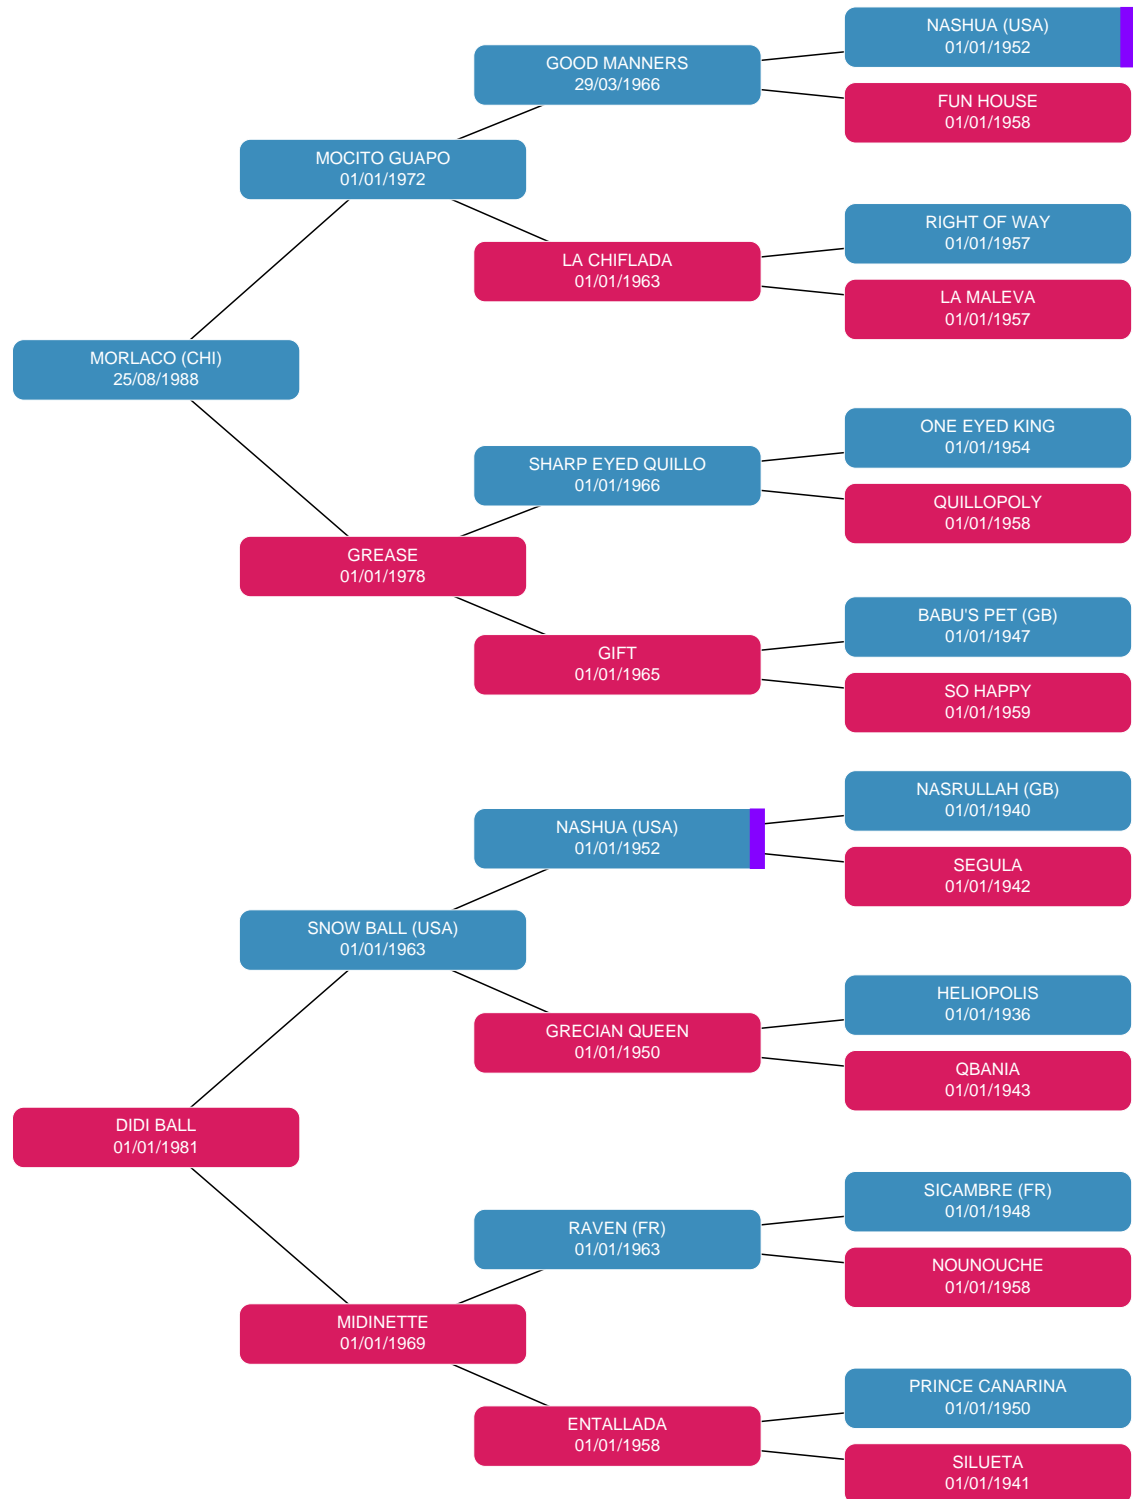 NASHUA (USA)
01/01/1952
GOOD MANNERS
29/03/1966
FUN HOUSE
01/01/1958
MOCITO GUAPO
01/01/1972
RIGHT OF WAY
01/01/1957
LA CHIFLADA
01/01/1963
LA MALEVA
01/01/1957
MORLACO (CHI)
25/08/1988
ONE EYED KING
01/01/1954
SHARP EYED QUILLO
01/01/1966
QUILLOPOLY
01/01/1958
GREASE
01/01/1978
BABU'S PET (GB)
01/01/1947
GIFT
01/01/1965
SO HAPPY
01/01/1959
NASRULLAH (GB)
01/01/1940
NASHUA (USA)
01/01/1952
SEGULA
01/01/1942
SNOW BALL (USA)
01/01/1963
HELIOPOLIS
01/01/1936
GRECIAN QUEEN
01/01/1950
QBANIA
01/01/1943
DIDI BALL
01/01/1981
SICAMBRE (FR)
01/01/1948
RAVEN (FR)
01/01/1963
NOUNOUCHE
01/01/1958
MIDINETTE
01/01/1969
PRINCE CANARINA
01/01/1950
ENTALLADA
01/01/1958
SILUETA
01/01/1941